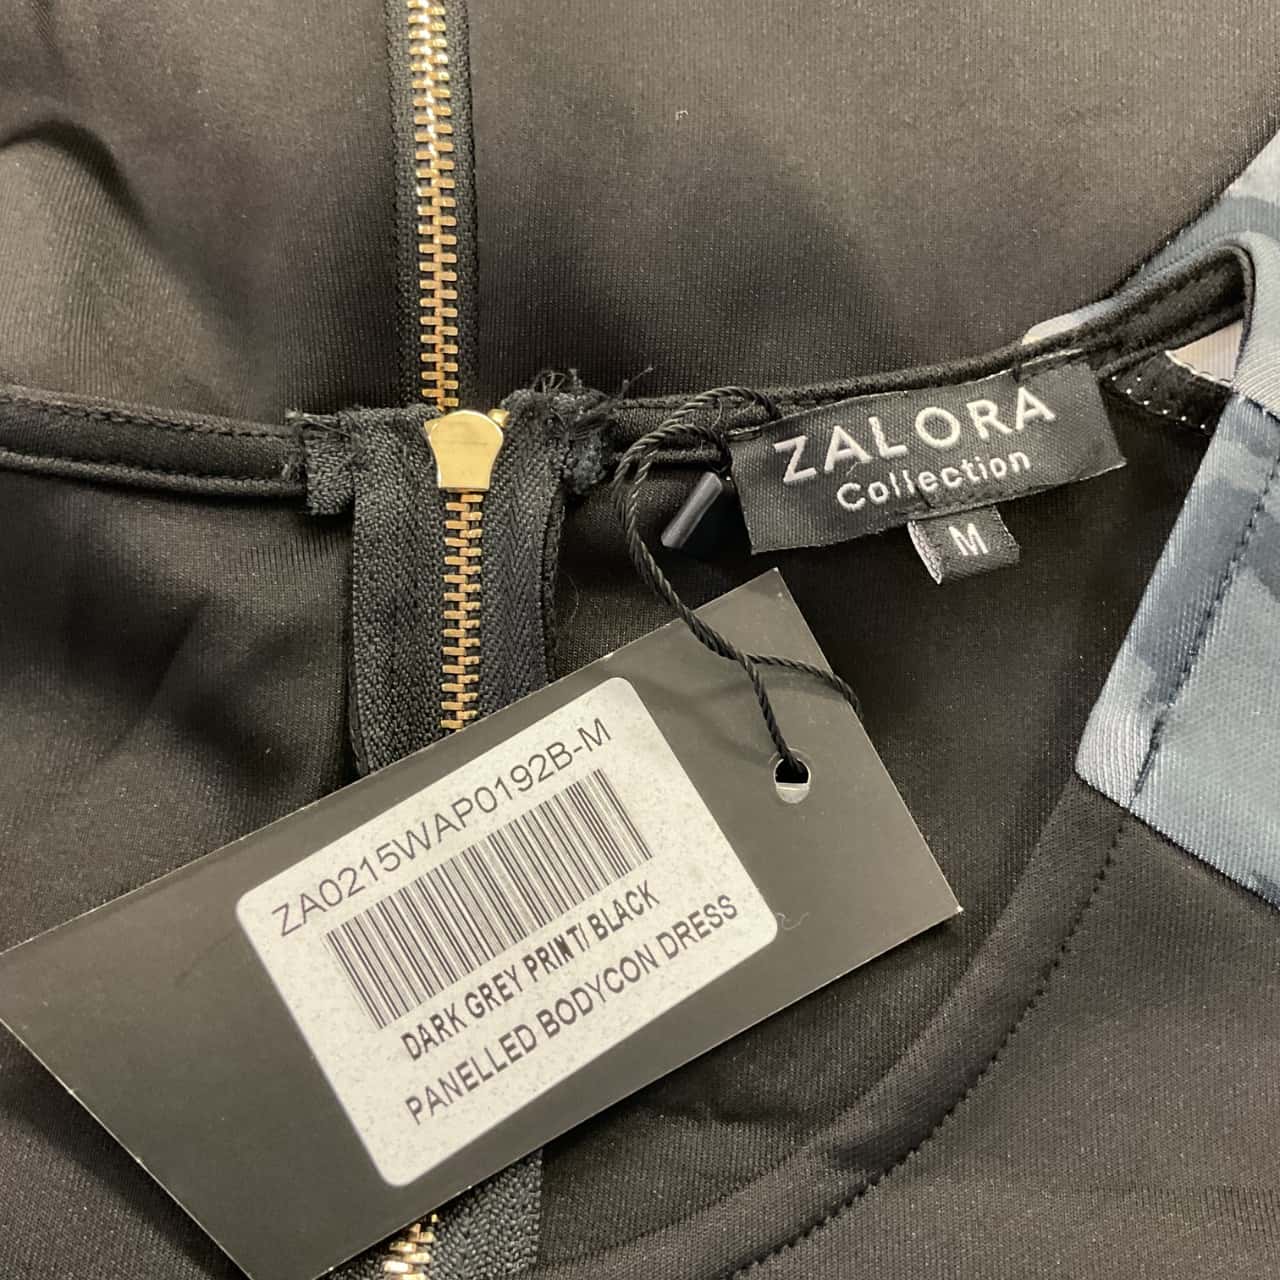 ZALORA
Collection
M
ZA0215WAP0192B-M
DARK GREY PRINT/ BLACK
PANELLED BODYCON DRESS